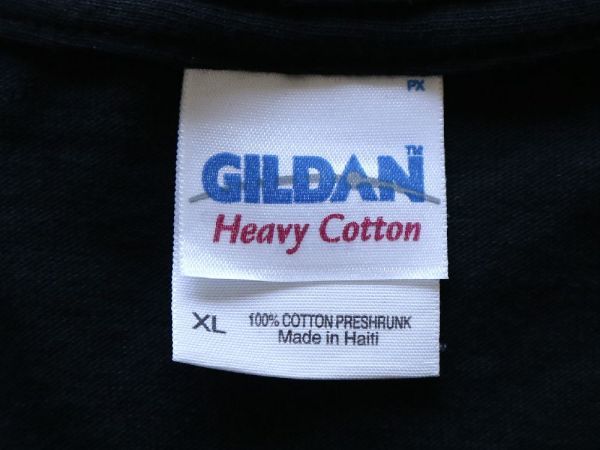 PX
GILDAN™
Heavy Cotton
XL 100% COTTON PRESHRUNK
Made in Haiti